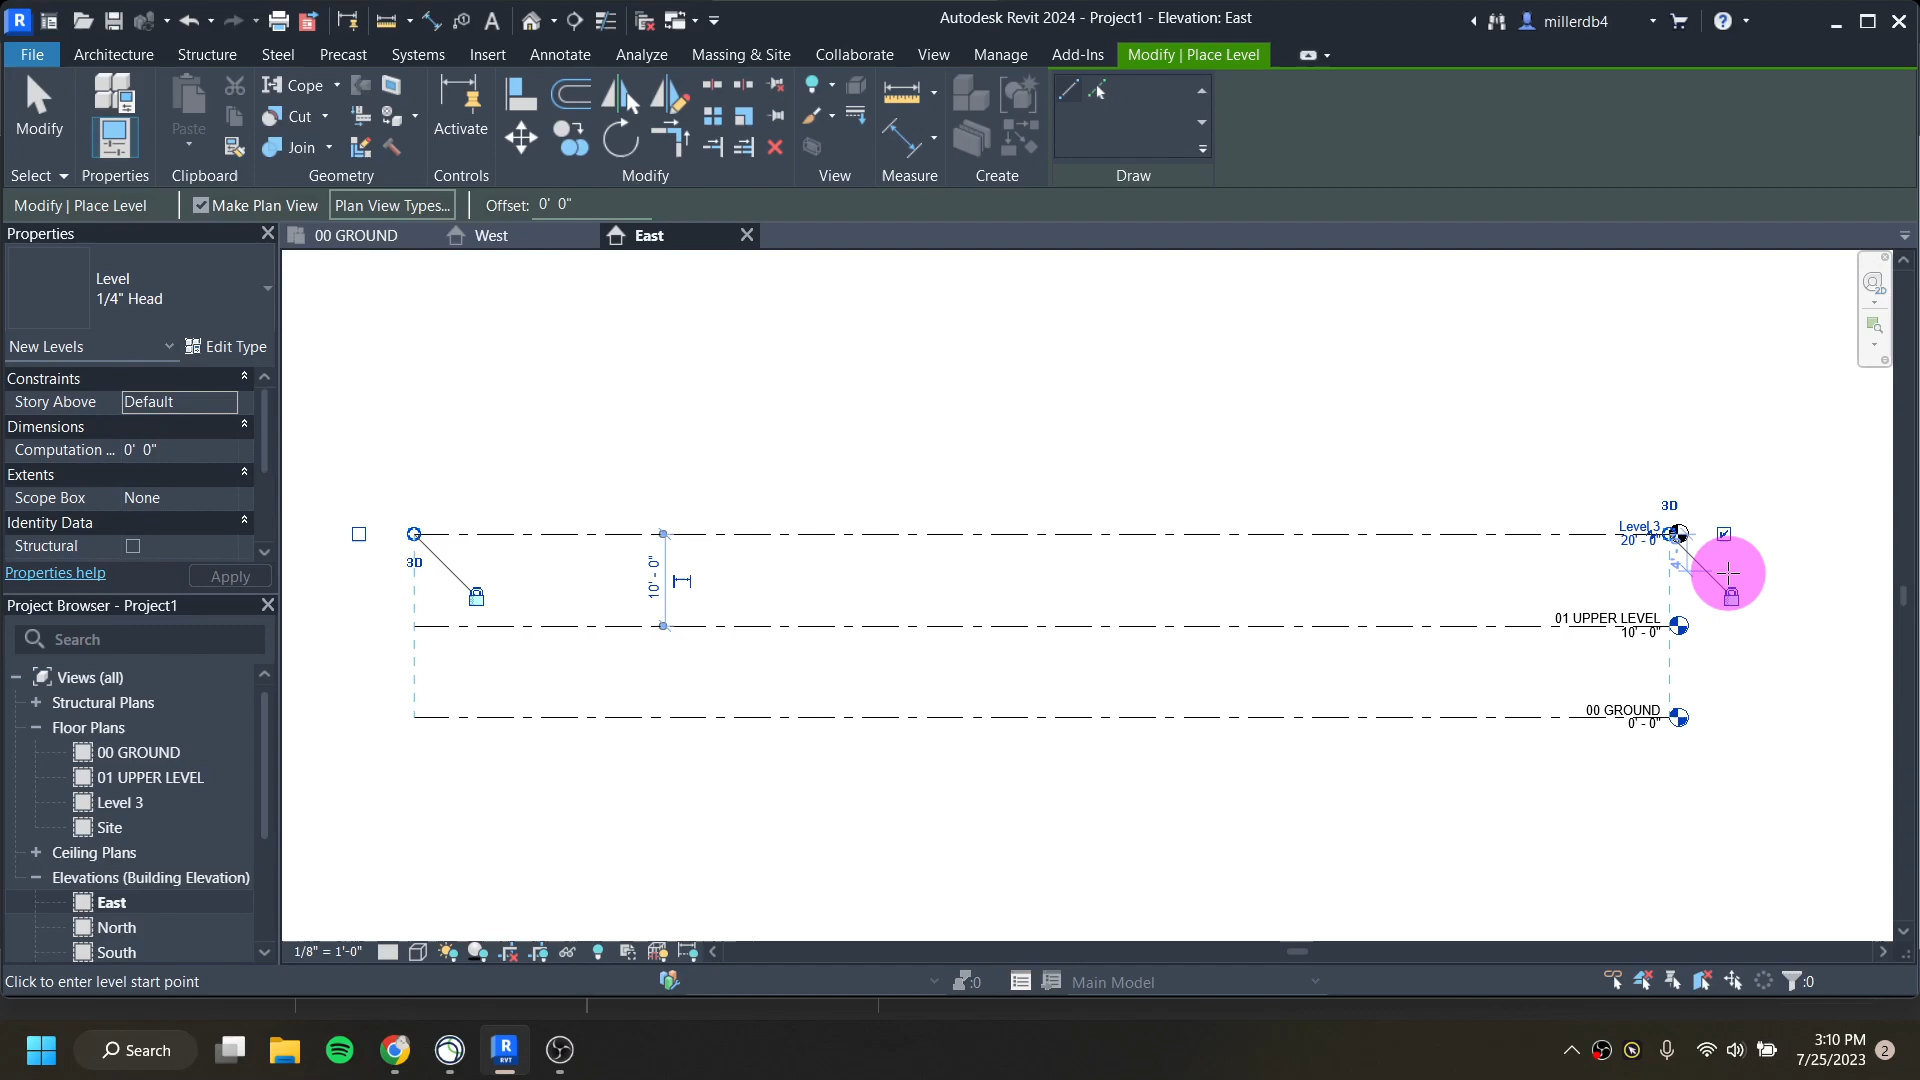 R
Autodesk Revit 2024 - Project1 - Elevation: East
millerdb4
File
Architecture
Structure
Steel
Precast
Systems
Insert
Annotate
Analyze
Massing & Site
Collaborate
View
Manage
Add-Ins
Modify | Place Level
Modify
Paste
Cope
Cut
Join
Activate
Select
Properties
Clipboard
Geometry
Controls
Modify
View
Measure
Create
Draw
Modify | Place Level
Make Plan View
Plan View Types...
Offset:
0' 0"
Properties
00 GROUND
West
East
Level
1/4" Head
New Levels
Edit Type
Constraints
Story Above
Default
Dimensions
Computation ...
0' 0"
Extents
Scope Box
None
Identity Data
Structural
Properties help
Apply
Project Browser - Project1
Search
Views (all)
Structural Plans
Floor Plans
00 GROUND
01 UPPER LEVEL
Level 3
Site
Ceiling Plans
Elevations (Building Elevation)
East
North
South
2D
3D
Level 3
20' - 0"
3D
10' - 0"
01 UPPER LEVEL
10' - 0"
00 GROUND
0' - 0"
1/8" = 1'-0"
Click to enter level start point
:0
Main Model
:0
Search
R
RVT
3:10 PM
7/25/2023
2